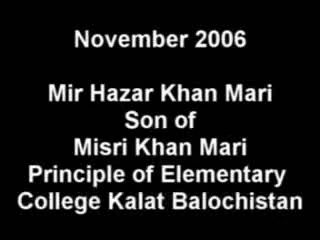 November 2006
Mir Hazar Khan Mari
Son of
Misri Khan Mari
Principle of Elementary
College Kalat Balochistan